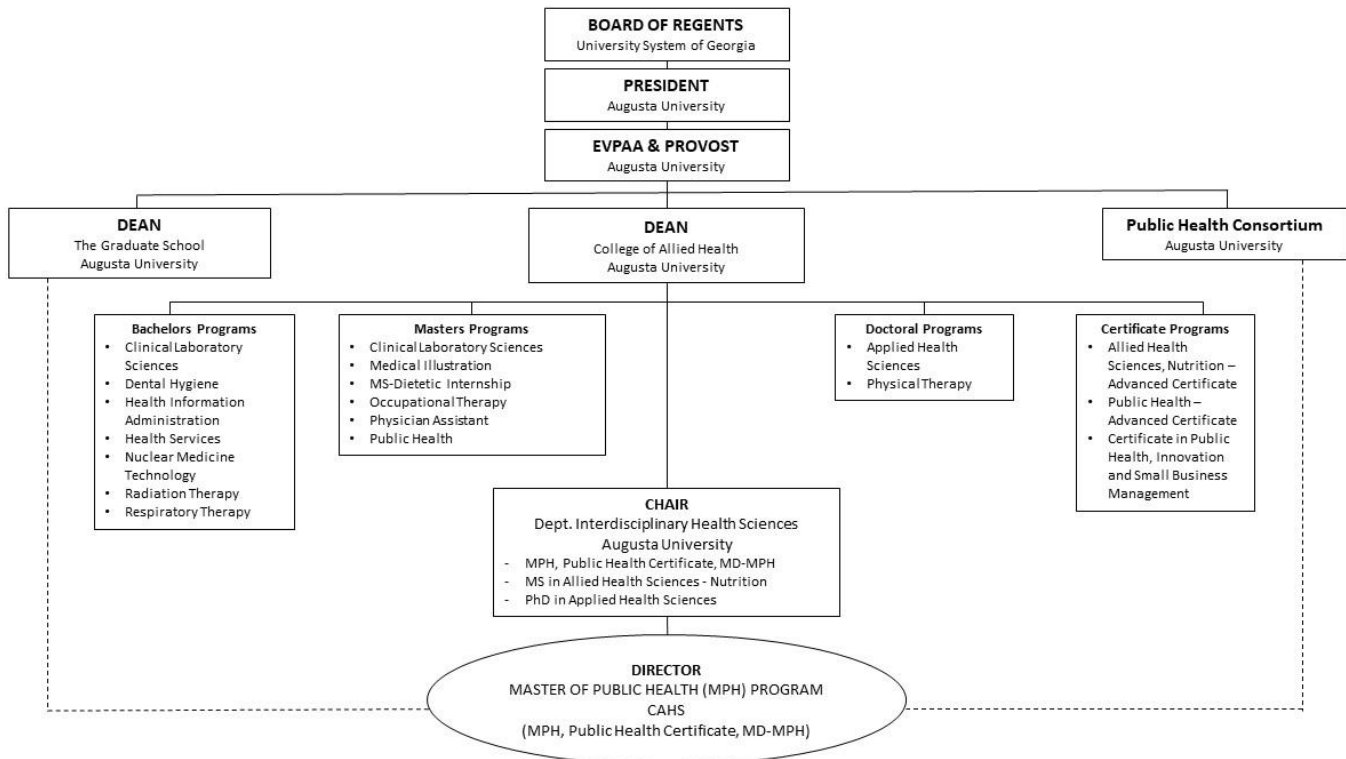 BOARD OF REGENTS
University System of Georgia
PRESIDENT
Augusta University
EVPAA & PROVOST
Augusta University
DEAN
The Graduate School
Augusta University
DEAN
College of Allied Health
Augusta University
Public Health Consortium
Augusta University
Bachelors Programs
• Clinical Laboratory
Sciences
• Dental Hygiene
• Health Information
Administration
• Health Services
• Nuclear Medicine
Technology
• Radiation Therapy
• Respiratory Therapy
Masters Programs
• Clinical Laboratory Sciences
• Medical Illustration
• MS-Dietetic Internship
• Occupational Therapy
• Physician Assistant
• Public Health
Doctoral Programs
• Applied Health
Sciences
• Physical Therapy
Certificate Programs
• Allied Health
Sciences, Nutrition –
Advanced Certificate
• Public Health –
Advanced Certificate
• Certificate in Public
Health, Innovation
and Small Business
Management
CHAIR
Dept. Interdisciplinary Health Sciences
Augusta University
- MPH, Public Health Certificate, MD-MPH
- MS in Allied Health Sciences - Nutrition
- PhD in Applied Health Sciences
DIRECTOR
MASTER OF PUBLIC HEALTH (MPH) PROGRAM
CAHS
(MPH, Public Health Certificate, MD-MPH)